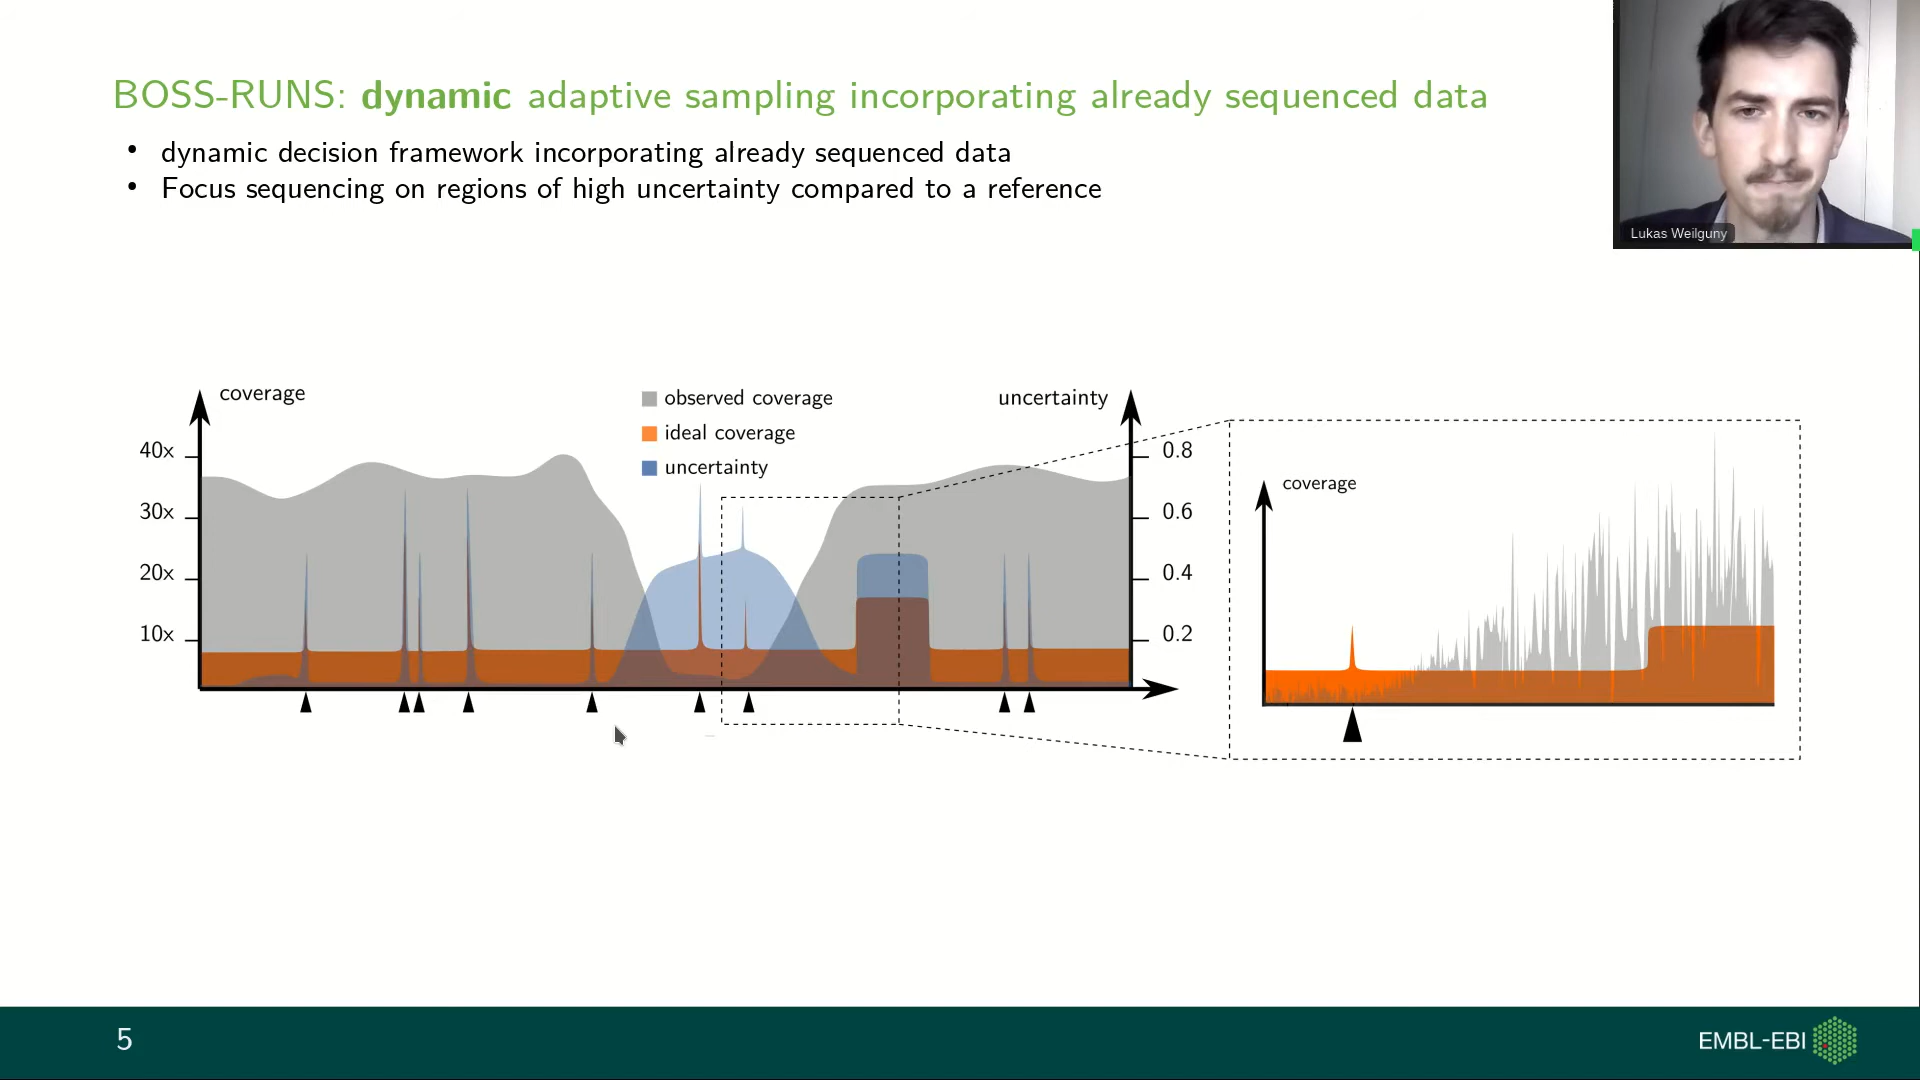 BOSS-RUNS: dynamic adaptive sampling incorporating already sequenced data
• dynamic decision framework incorporating already sequenced data
• Focus sequencing on regions of high uncertainty compared to a reference
Lukas Weilguny
coverage
observed coverage
ideal coverage
uncertainty
uncertainty
40x
30x
20x
10x
0.8
0.6
0.4
0.2
coverage
5
EMBL-EBI